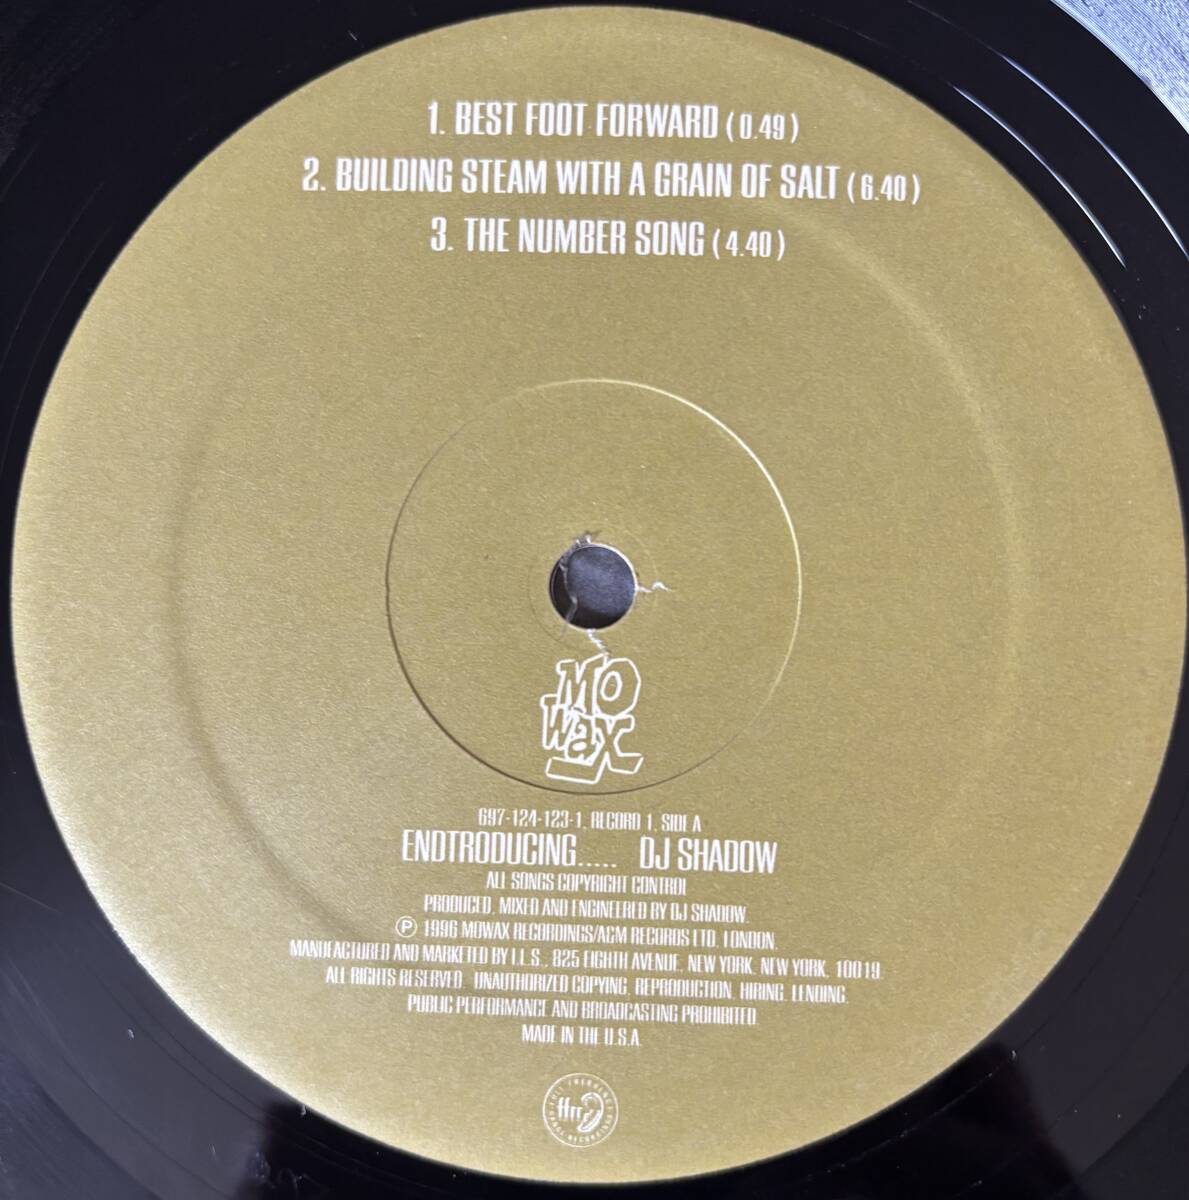 1. BEST FOOT FORWARD ( 0.49 )
2. BUILDING STEAM WITH A GRAIN OF SALT ( 6.40 )
3. THE NUMBER SONG ( 4.40 )
MO
WAX
697-124-123-1, RECORD 1, SIDE A
ENDTRODUCING..... DJ SHADOW
ALL SONGS COPYRIGHT CONTROL
PRODUCED, MIXED AND ENGINEERED BY DJ SHADOW.
Ⓟ 1996 MOWAX RECORDINGS/A&M RECORDS LTD. LONDON.
MANUFACTURED AND MARKETED BY I.L.S., 825 EIGHTH AVENUE, NEW YORK, NEW YORK, 10019.
ALL RIGHTS RESERVED. UNAUTHORIZED COPYING, REPRODUCTION, HIRING, LENDING,
PUBLIC PERFORMANCE AND BROADCASTING PROHIBITED.
MADE IN THE U.S.A.
FULL FREQUENCY
ffrr
RANGE RECORDINGS